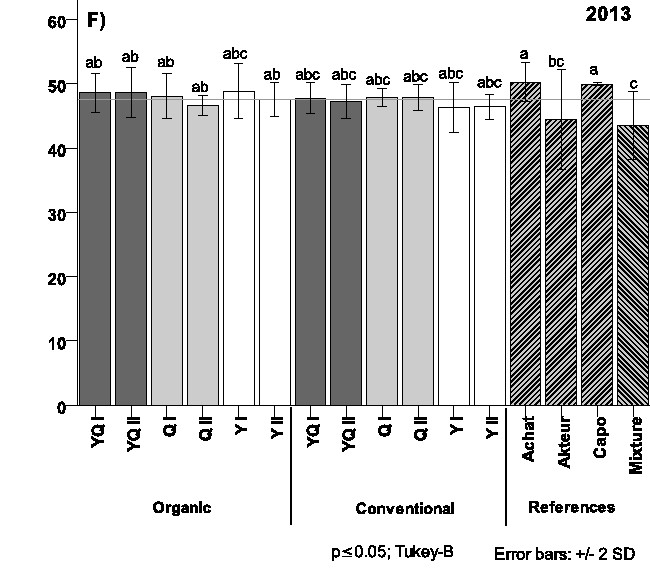 F) 2013
60
50
40
30
20
10
0
ab ab ab ab abc ab abc abc abc abc abc abc a bc a c
YQ I YQ II Q I Q II Y I Y II YQ I YQ II Q I Q II Y I Y II Achat Akteur Capo Mixture
Organic Conventional References
p≤0.05; Tukey-B Error bars: +/- 2 SD